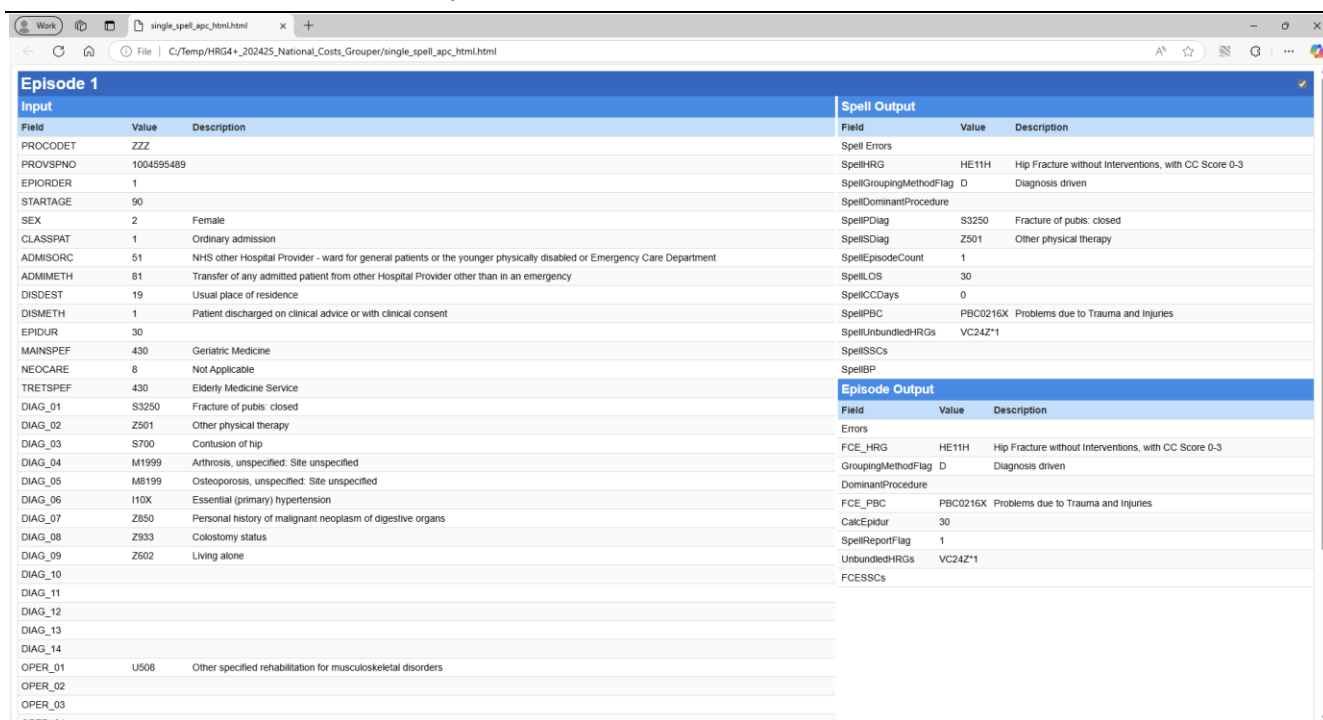 Work
single_spell_apc_html.html
File | C:/Temp/HRG4+_202425_National_Costs_Grouper/single_spell_apc_html.html
Episode 1
Input
Field Value Description
PROCODET ZZZ
PROVSPNO 1004595489
EPIORDER 1
STARTAGE 90
SEX 2 Female
CLASSPAT 1 Ordinary admission
ADMISORC 51 NHS other Hospital Provider - ward for general patients or the younger physically disabled or Emergency Care Department
ADMIMETH 81 Transfer of any admitted patient from other Hospital Provider other than in an emergency
DISDEST 19 Usual place of residence
DISMETH 1 Patient discharged on clinical advice or with clinical consent
EPIDUR 30
MAINSPEF 430 Geriatric Medicine
NEOCARE 8 Not Applicable
TRETSPEF 430 Elderly Medicine Service
DIAG_01 S3250 Fracture of pubis: closed
DIAG_02 Z501 Other physical therapy
DIAG_03 S700 Contusion of hip
DIAG_04 M1999 Arthrosis, unspecified: Site unspecified
DIAG_05 M8199 Osteoporosis, unspecified: Site unspecified
DIAG_06 I10X Essential (primary) hypertension
DIAG_07 Z850 Personal history of malignant neoplasm of digestive organs
DIAG_08 Z933 Colostomy status
DIAG_09 Z602 Living alone
DIAG_10
DIAG_11
DIAG_12
DIAG_13
DIAG_14
OPER_01 U508 Other specified rehabilitation for musculoskeletal disorders
OPER_02
OPER_03
Spell Output
Field Value Description
Spell Errors
SpellHRG HE11H Hip Fracture without Interventions, with CC Score 0-3
SpellGroupingMethodFlag D Diagnosis driven
SpellDominantProcedure
SpellPDiag S3250 Fracture of pubis: closed
SpellSDiag Z501 Other physical therapy
SpellEpisodeCount 1
SpellLOS 30
SpellCCDays 0
SpellPBC PBC0216X Problems due to Trauma and Injuries
SpellUnbundledHRGs VC24Z*1
SpellSSCs
SpellBP
Episode Output
Field Value Description
Errors
FCE_HRG HE11H Hip Fracture without Interventions, with CC Score 0-3
GroupingMethodFlag D Diagnosis driven
DominantProcedure
FCE_PBC PBC0216X Problems due to Trauma and Injuries
CalcEpidur 30
SpellReportFlag 1
UnbundledHRGs VC24Z*1
FCESSCs